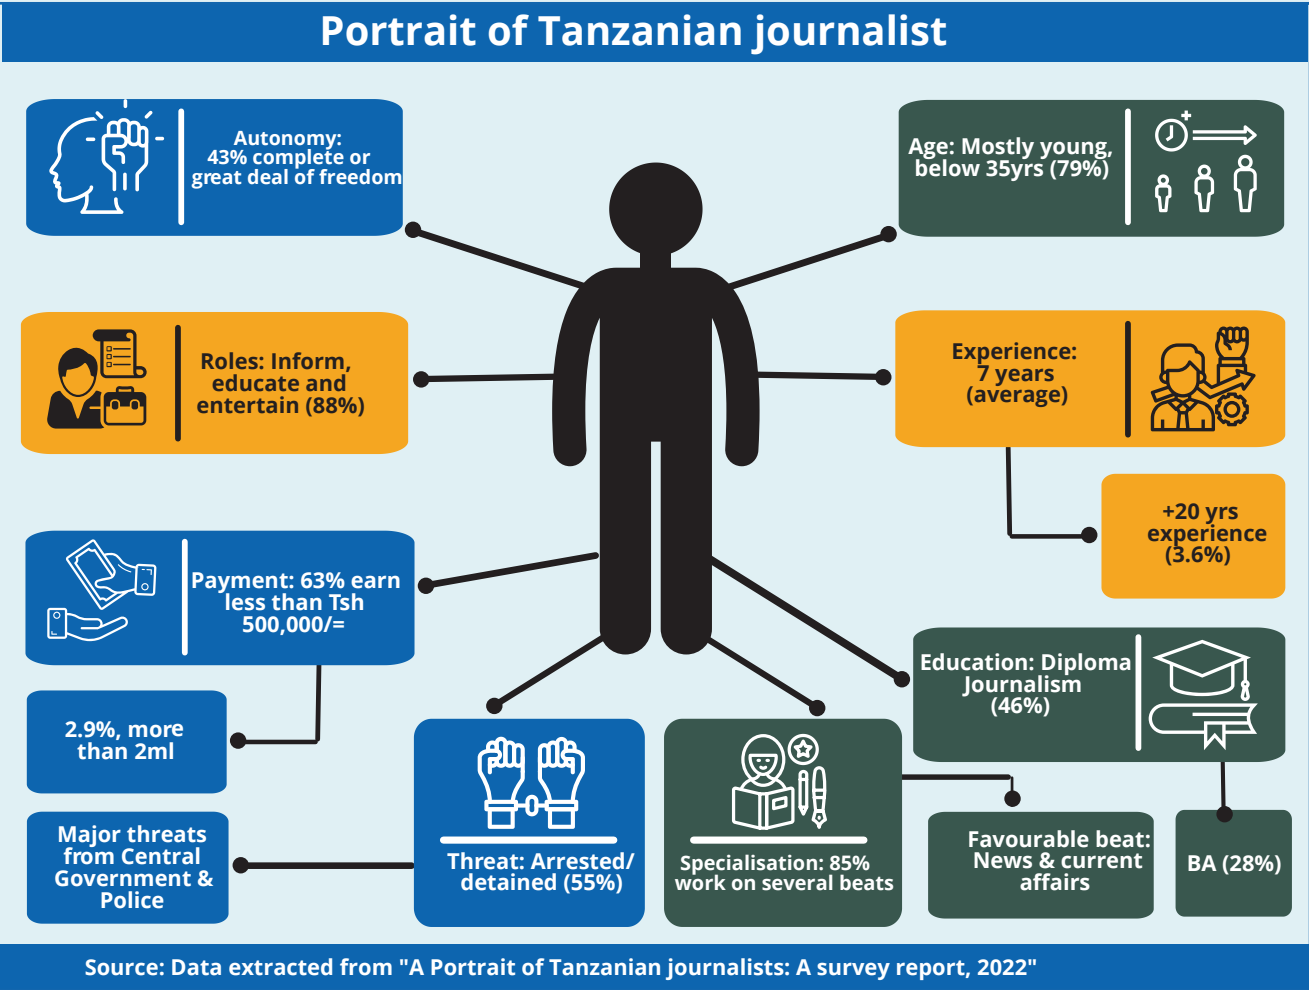 Portrait of Tanzanian journalist
Autonomy:
43% complete or
great deal of freedom
Age: Mostly young,
below 35yrs (79%)
Roles: Inform,
educate and
entertain (88%)
Experience:
7 years
(average)
+20 yrs
experience
(3.6%)
Payment: 63% earn
less than Tsh
500,000/=
2.9%, more
than 2ml
Education: Diploma
Journalism
(46%)
Major threats
from Central
Government &
Police
Threat: Arrested/
detained (55%)
Specialisation: 85%
work on several beats
Favourable beat:
News & current
affairs
BA (28%)
Source: Data extracted from "A Portrait of Tanzanian journalists: A survey report, 2022"